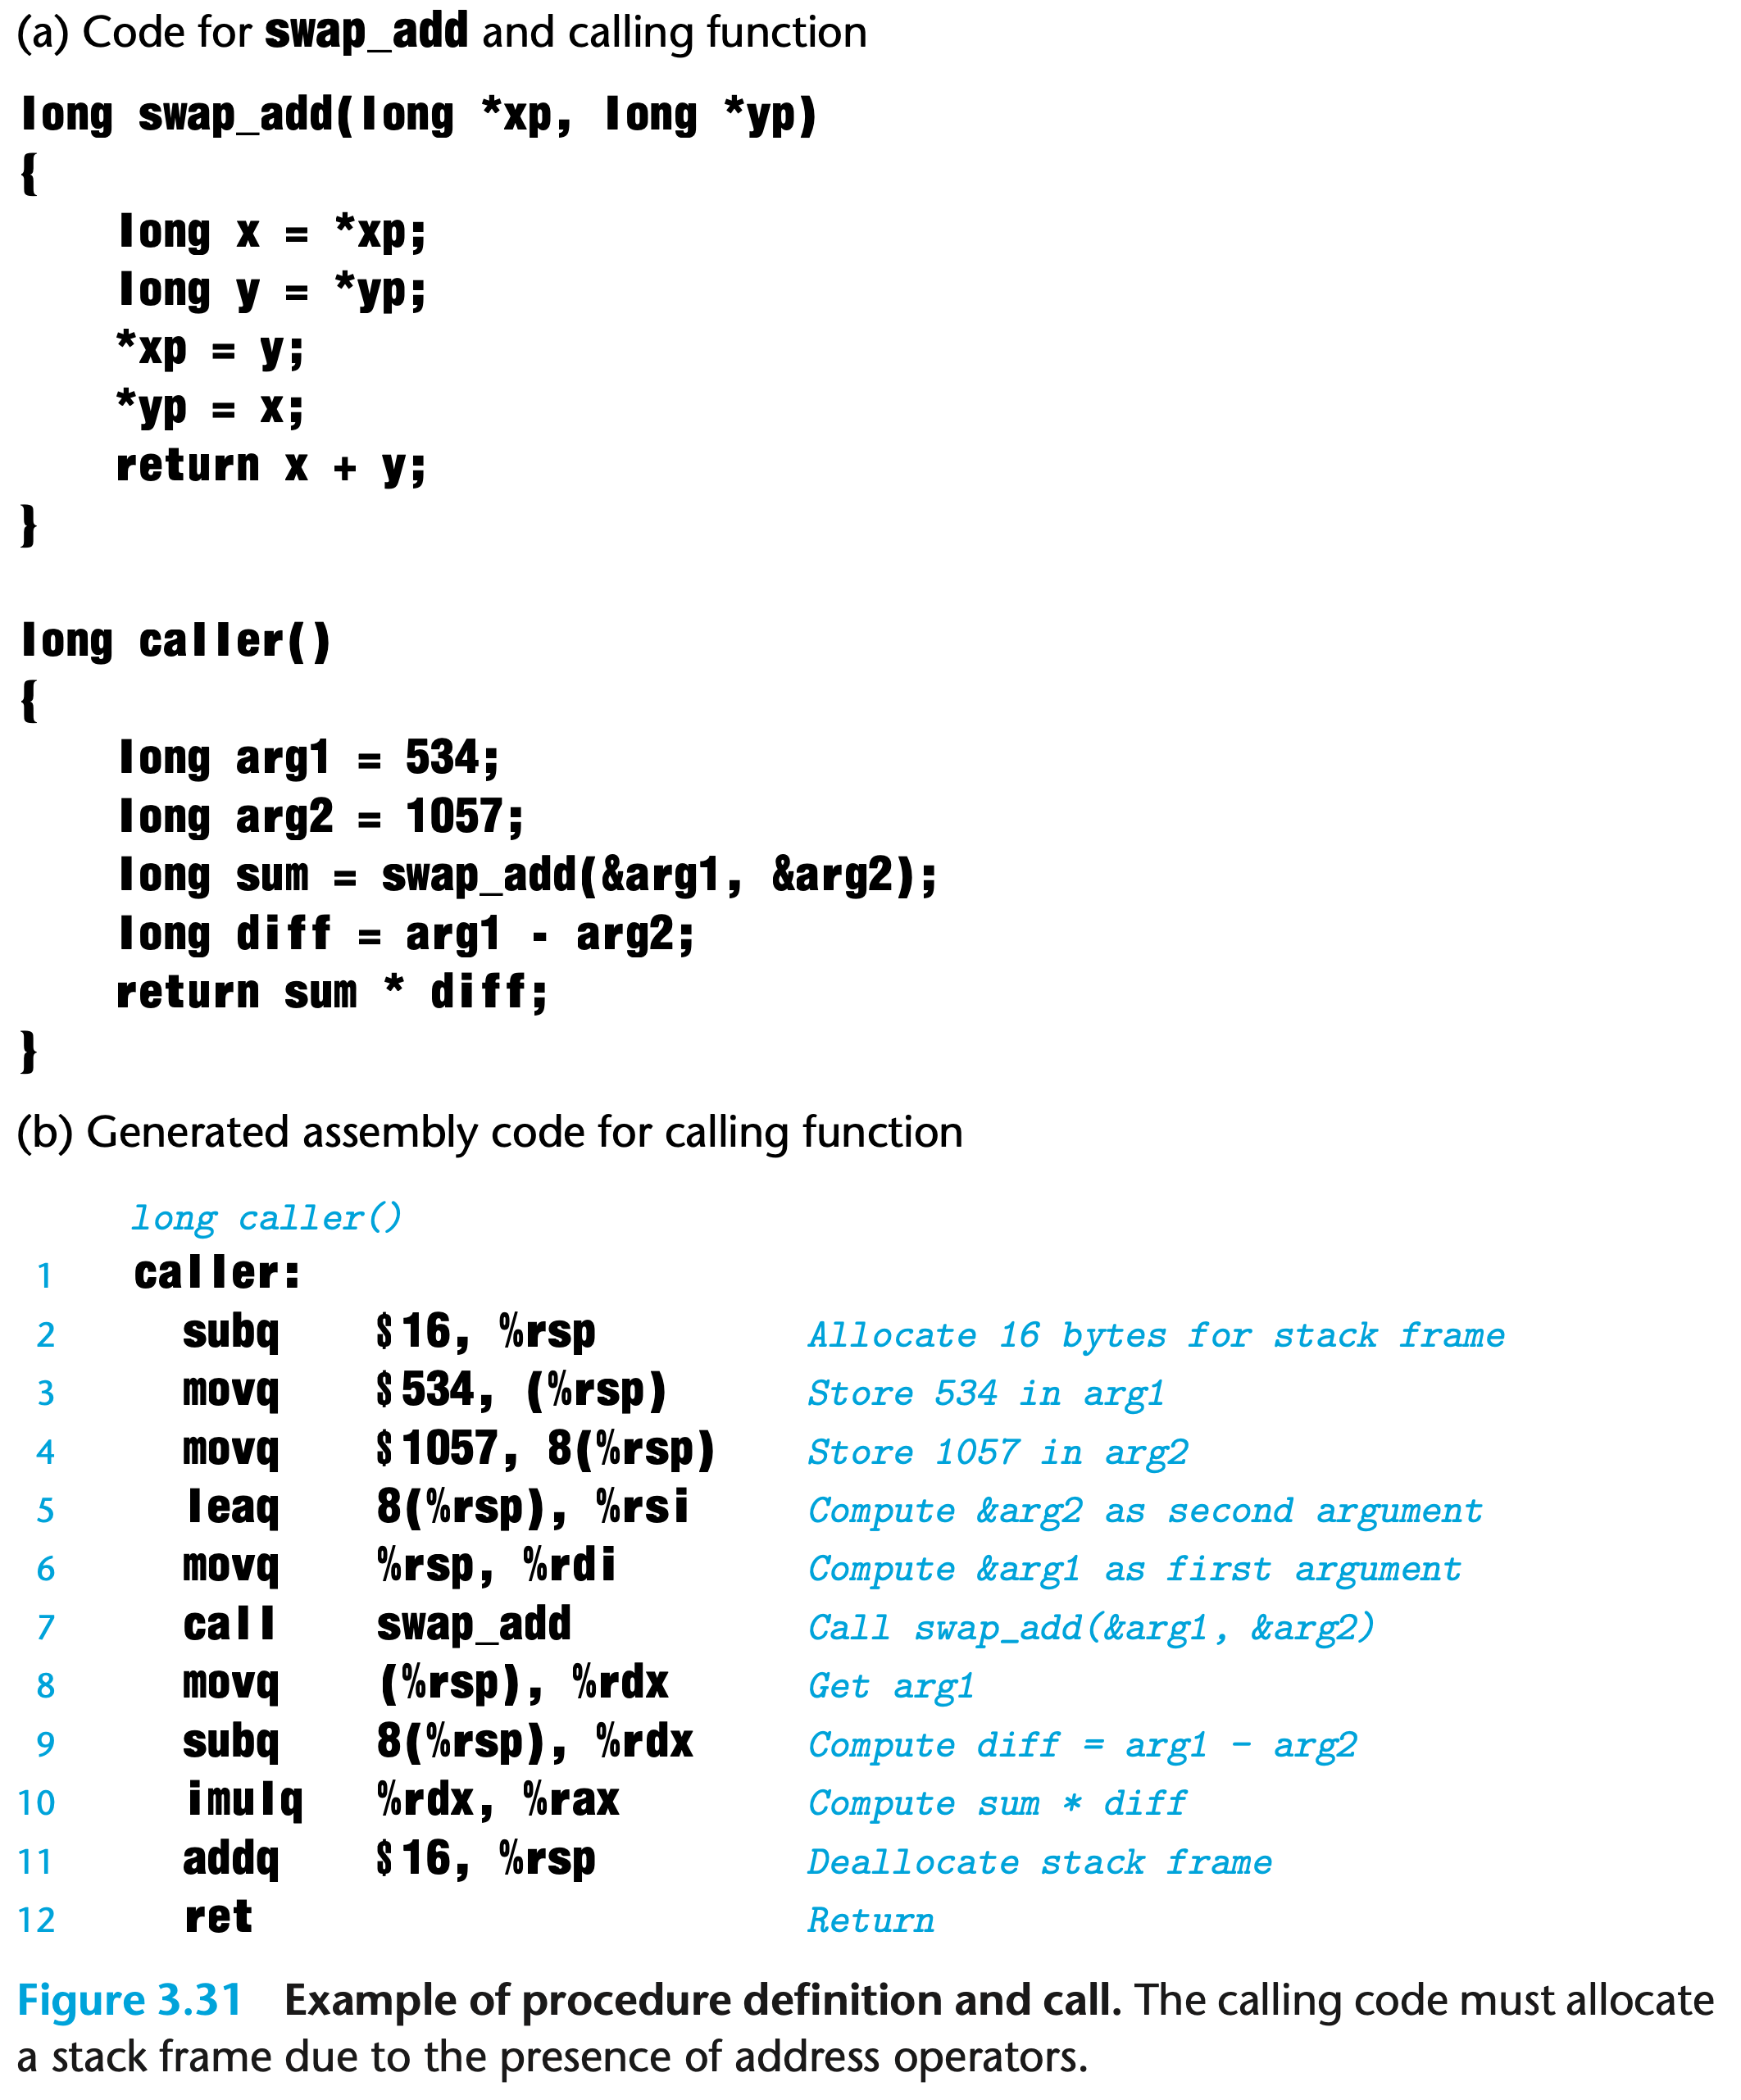 (a) Code for swap_add and calling function
long swap_add(long *xp, long *yp)
{
    long x = *xp;
    long y = *yp;
    *xp = y;
    *yp = x;
    return x + y;
}
long caller()
{
    long arg1 = 534;
    long arg2 = 1057;
    long sum = swap_add(&arg1, &arg2);
    long diff = arg1 - arg2;
    return sum * diff;
}
(b) Generated assembly code for calling function
long caller()
1 caller:
2 subq $16, %rsp Allocate 16 bytes for stack frame
3 movq $534, (%rsp) Store 534 in arg1
4 movq $1057, 8(%rsp) Store 1057 in arg2
5 leaq 8(%rsp), %rsi Compute &arg2 as second argument
6 movq %rsp, %rdi Compute &arg1 as first argument
7 call swap_add Call swap_add(&arg1, &arg2)
8 movq (%rsp), %rdx Get arg1
9 subq 8(%rsp), %rdx Compute diff = arg1 - arg2
10 imulq %rdx, %rax Compute sum * diff
11 addq $16, %rsp Deallocate stack frame
12 ret Return
Figure 3.31 Example of procedure definition and call. The calling code must allocate
a stack frame due to the presence of address operators.